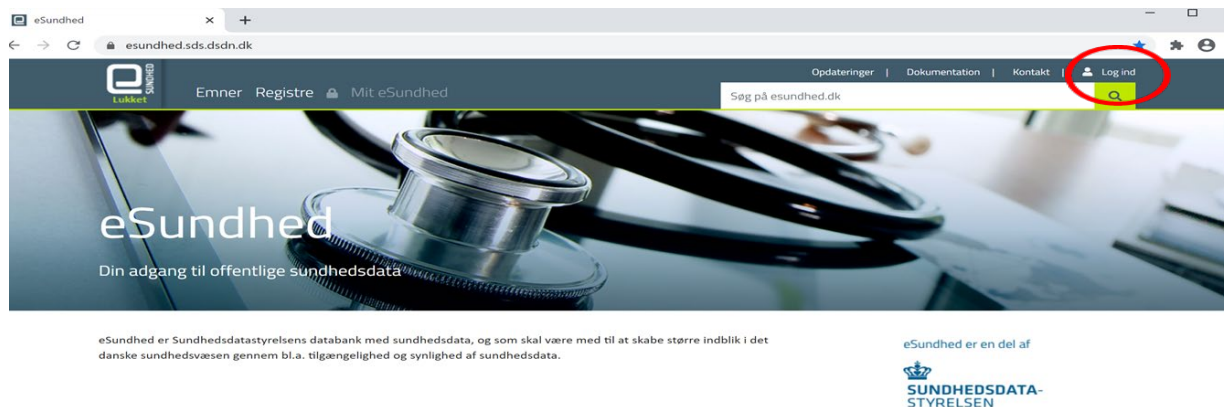 eSundhed
esundhed.sds.dsdn.dk
Opdateringer | Dokumentation | Kontakt | Log ind
SUNDHED
Lukket
Emner Registre Mit eSundhed
Søg på esundhed.dk
eSundhed
Din adgang til offentlige sundhedsdata
eSundhed er Sundhedsdatastyrelsens databank med sundhedsdata, og som skal være med til at skabe større indblik i det
danske sundhedsvæsen gennem bl.a. tilgængelighed og synlighed af sundhedsdata.
eSundhed er en del af
SUNDHEDSDATA-
STYRELSEN